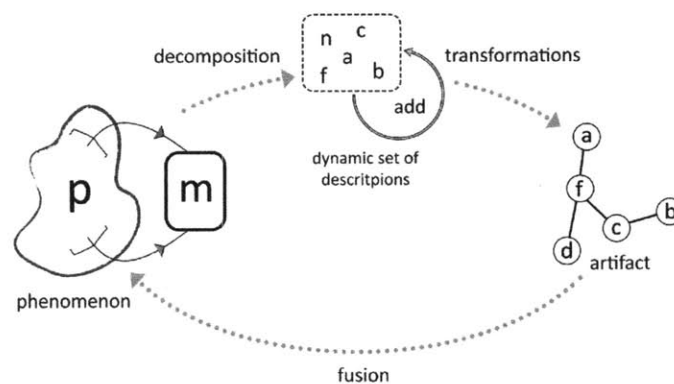 decomposition
n
c
a
f
b
transformations
add
dynamic set of
descritpions
p
m
phenomenon
a
f
c
b
d
artifact
fusion